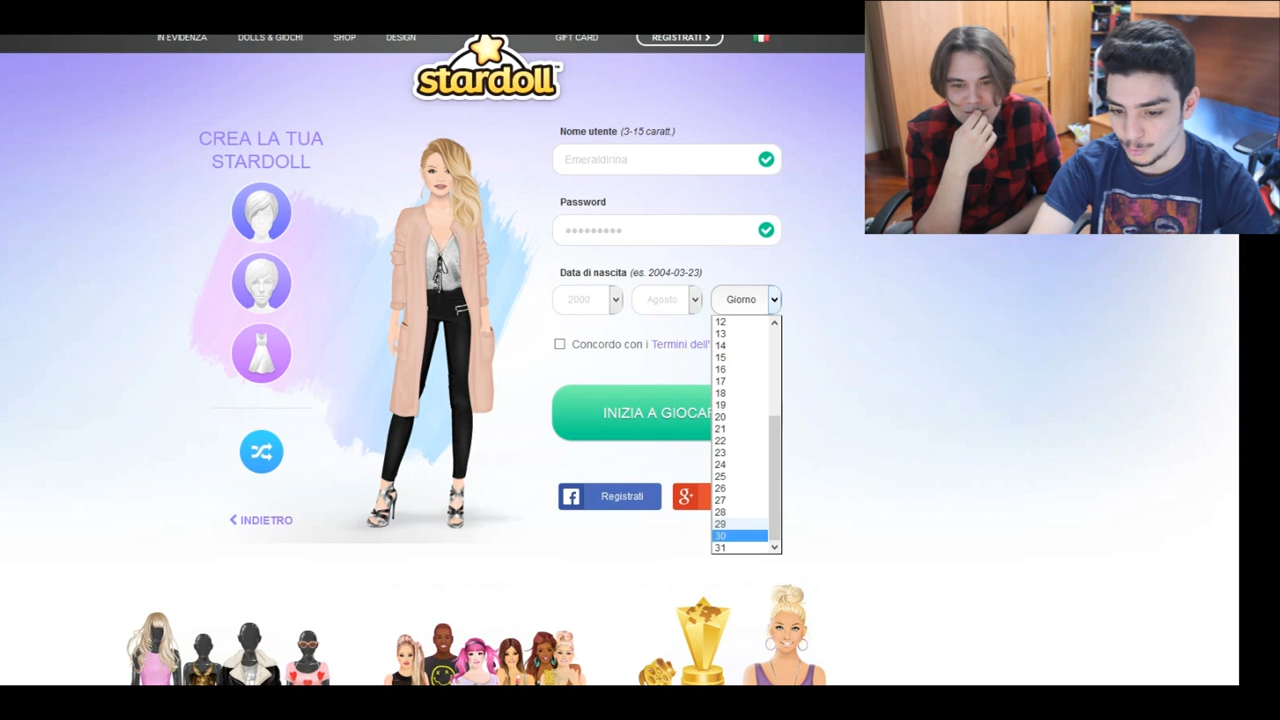 IN EVIDENZA DOLLS & GIOCHI SHOP DESIGN GIFT CARD REGISTRATI
stardoll™
CREA LA TUA
STARDOLL
INDIETRO
Nome utente (3-15 caratt.)
Emeraldirina
Password
Data di nascita (es. 2004-03-23)
2000 Agosto Giorno
12
13
14
15
16
17
18
19
20
21
22
23
24
25
26
27
28
29
30
31
Concordo con i Termini dell'
INIZIA A GIOCAR
Registrati
g+